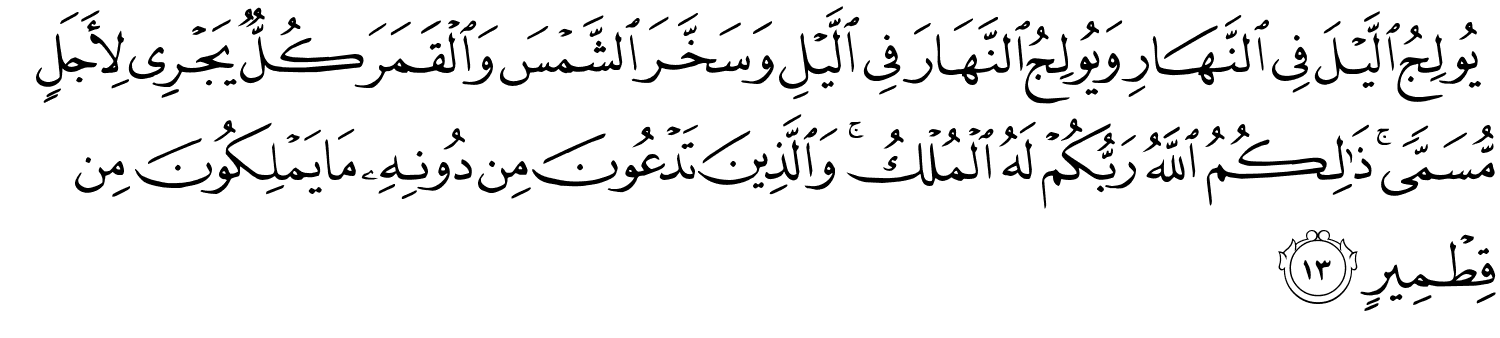 يُولِجُ ٱلَّيْلَ فِى ٱلنَّهَارِ وَيُولِجُ ٱلنَّهَارَ فِى ٱلَّيْلِ وَسَخَّرَ ٱلشَّمْسَ وَٱلْقَمَرَ كُلٌّ يَجْرِى لِأَجَلٍ
مُّسَمًّى ۚ ذَٰلِكُمُ ٱللَّهُ رَبُّكُمْ لَهُ ٱلْمُلْكُ ۚ وَٱلَّذِينَ تَدْعُونَ مِن دُونِهِۦ مَا يَمْلِكُونَ مِن
قِطْمِيرٍ ١٣